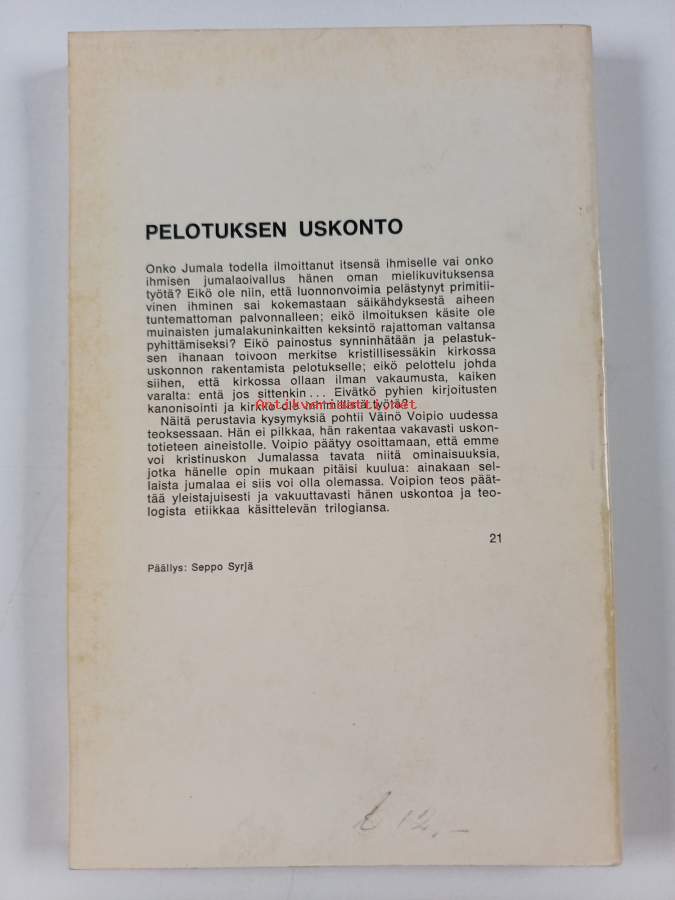 PELOTUKSEN USKONTO
Onko Jumala todella ilmoittanut itsensä ihmiselle vai onko
ihmisen jumalaoivallus hänen oman mielikuvituksensa
työtä? Eikö ole niin, että luonnonvoimia pelästynyt primitii-
vinen ihminen sai kokemastaan säikähdyksestä aiheen
tuntemattoman palvonnalleen; eikö ilmoituksen käsite ole
muinaisten jumalakuninkaitten keksintö rajattoman valtansa
pyhittämiseksi? Eikö painostus synninhätään ja pelastuk-
sen ihanaan toivoon merkitse kristillisessäkin kirkossa
uskonnon rakentamista pelotukselle; eikö pelottelu johda
siihen, että kirkossa ollaan ilman vakaumusta, kaiken
varalta: entä jos sittenkin... Eivätkö pyhien kirjoitusten
kanonisointi ja kirkko ole inhimillistä työtä?
Antikvaari.net
Näitä perustavia kysymyksiä pohtii Väinö Voipio uudessa
teoksessaan. Hän ei pilkkaa, hän rakentaa vakavasti uskon-
totieteen aineistolle. Voipio päätyy osoittamaan, että emme
voi kristinuskon Jumalassa tavata niitä ominaisuuksia,
jotka hänelle opin mukaan pitäisi kuulua: ainakaan sel-
laista jumalaa ei siis voi olla olemassa. Voipion teos päät-
tää yleistajuisesti ja vakuuttavasti hänen uskontoa ja teo-
logista etiikkaa käsittelevän trilogiansa.
21
Päällys: Seppo Syrjä
12,–